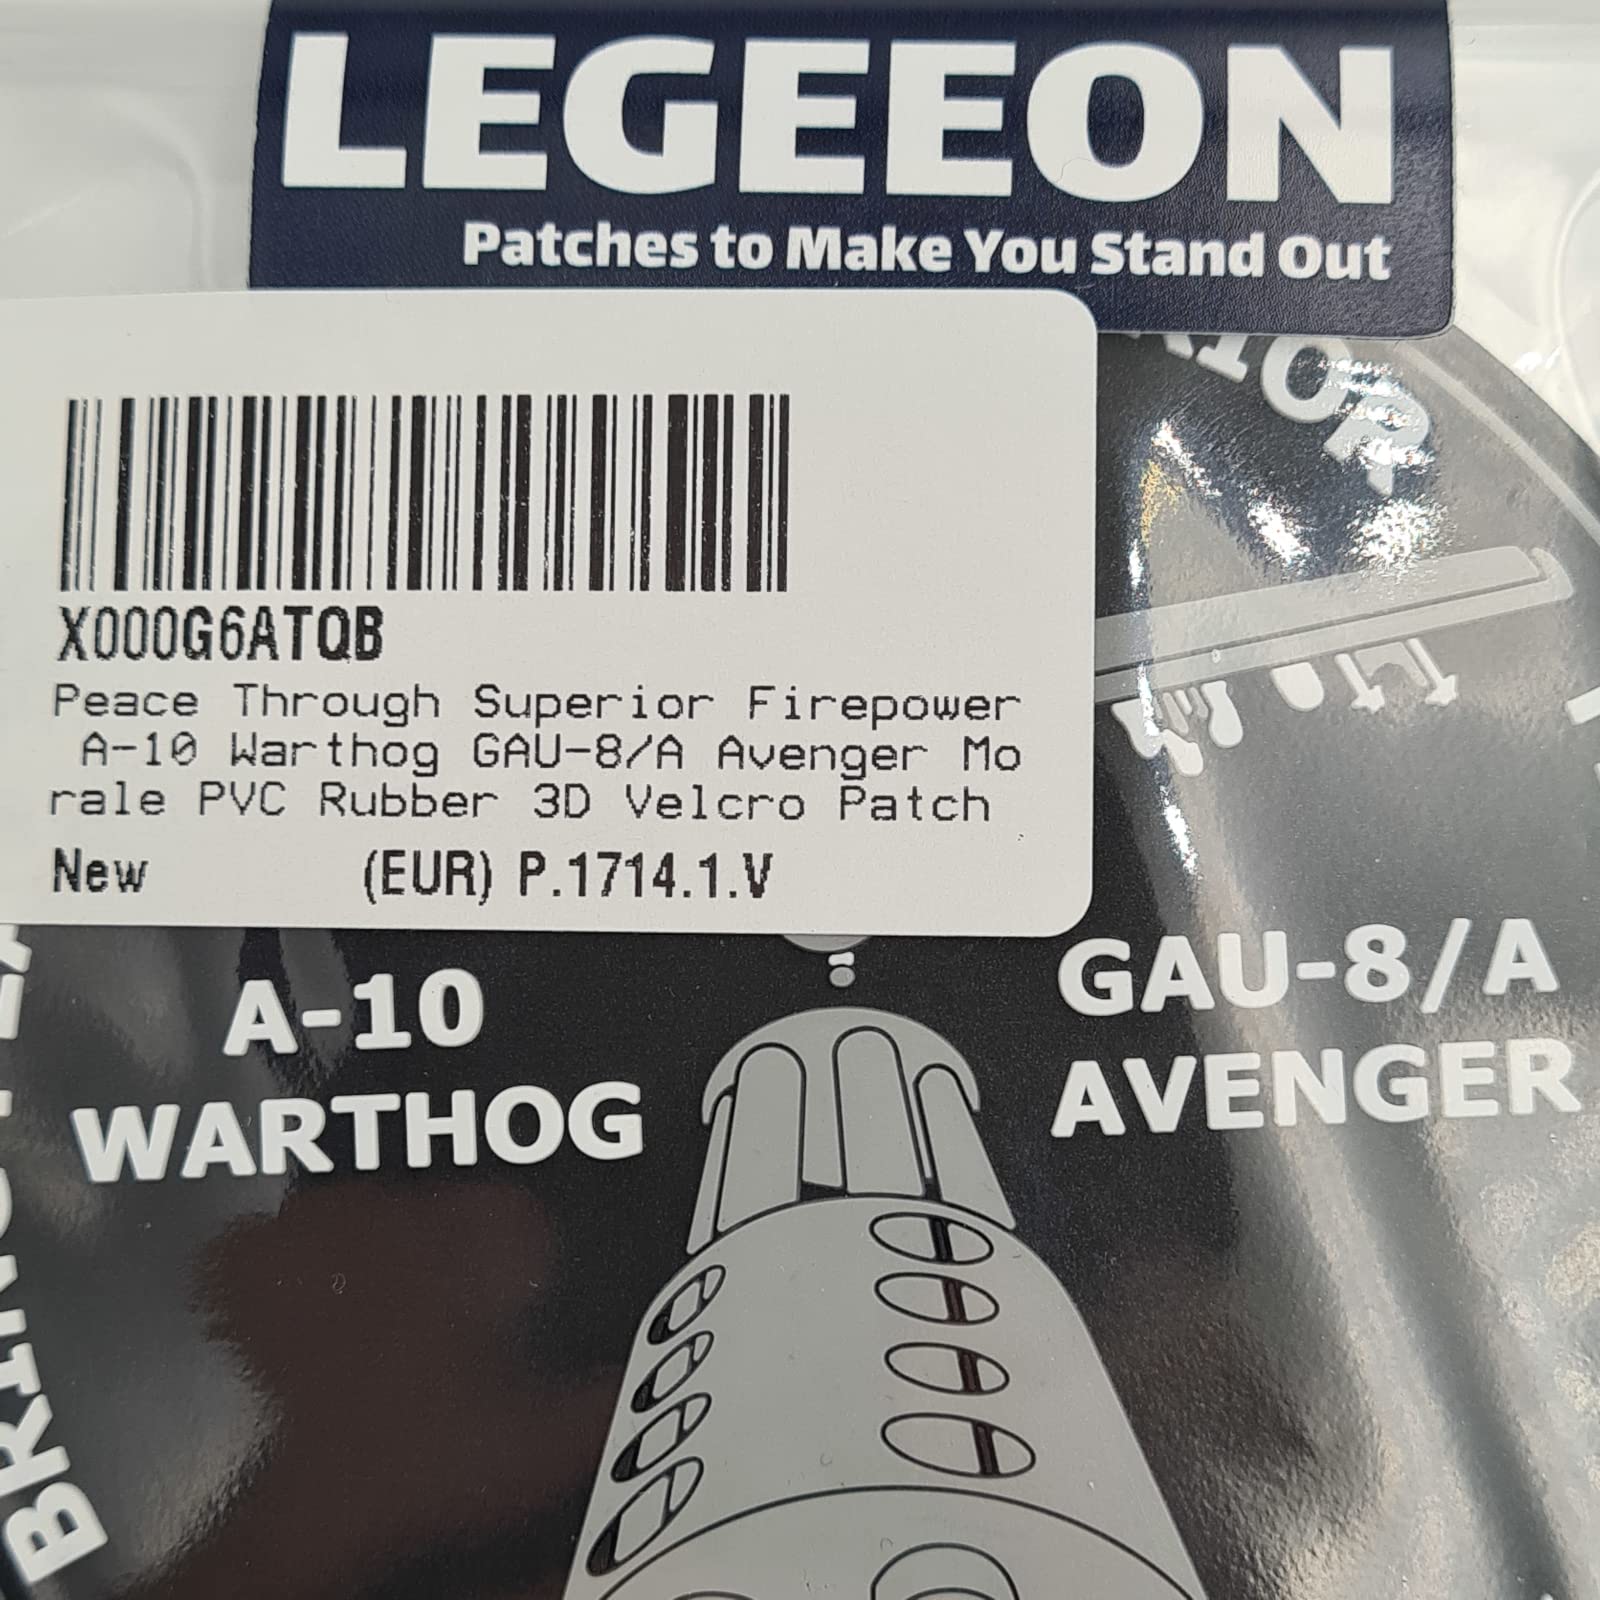 LEGEEON
Patches to Make You Stand Out
X000G6ATQB
Peace Through Superior Firepower
A-10 Warthog GAU-8/A Avenger Mo
rale PVC Rubber 3D Velcro Patch
New (EUR) P.1714.1.V
A-10
WARTHOG
GAU-8/A
AVENGER